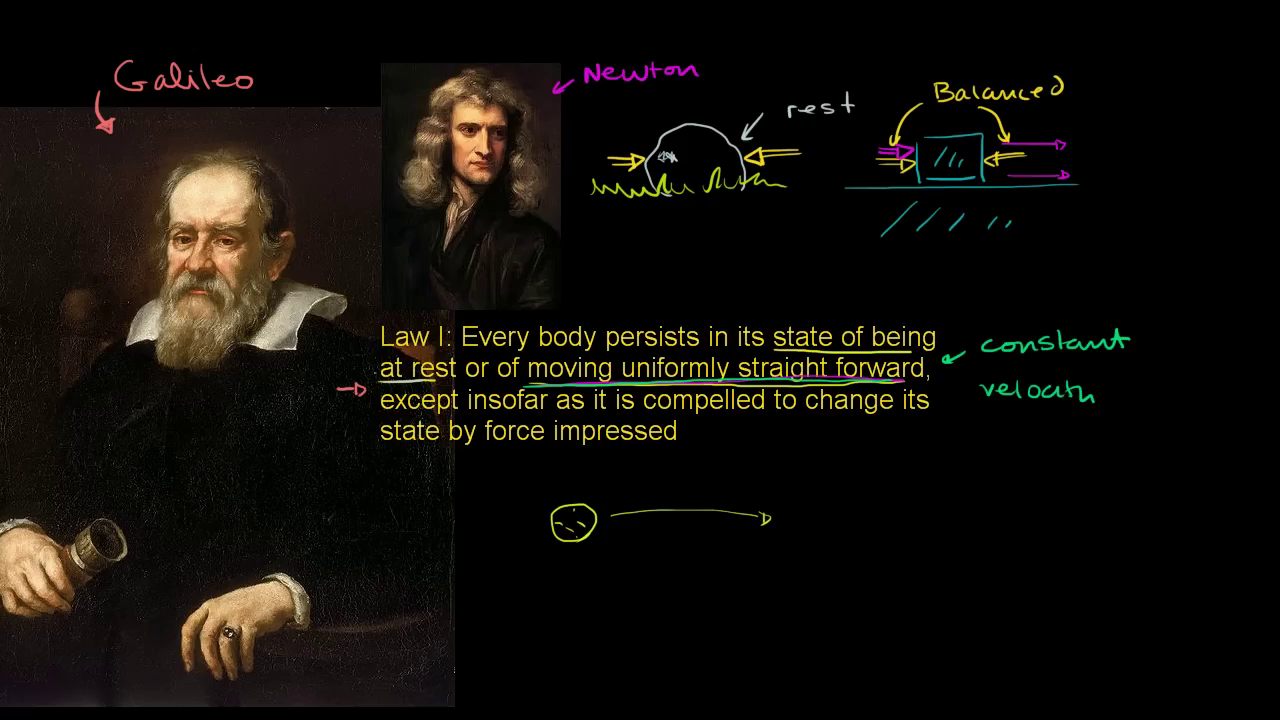 Galileo
Newton
rest
Balanced
Law I: Every body persists in its state of being
at rest or of moving uniformly straight forward,
except insofar as it is compelled to change its
state by force impressed
constant
velocity